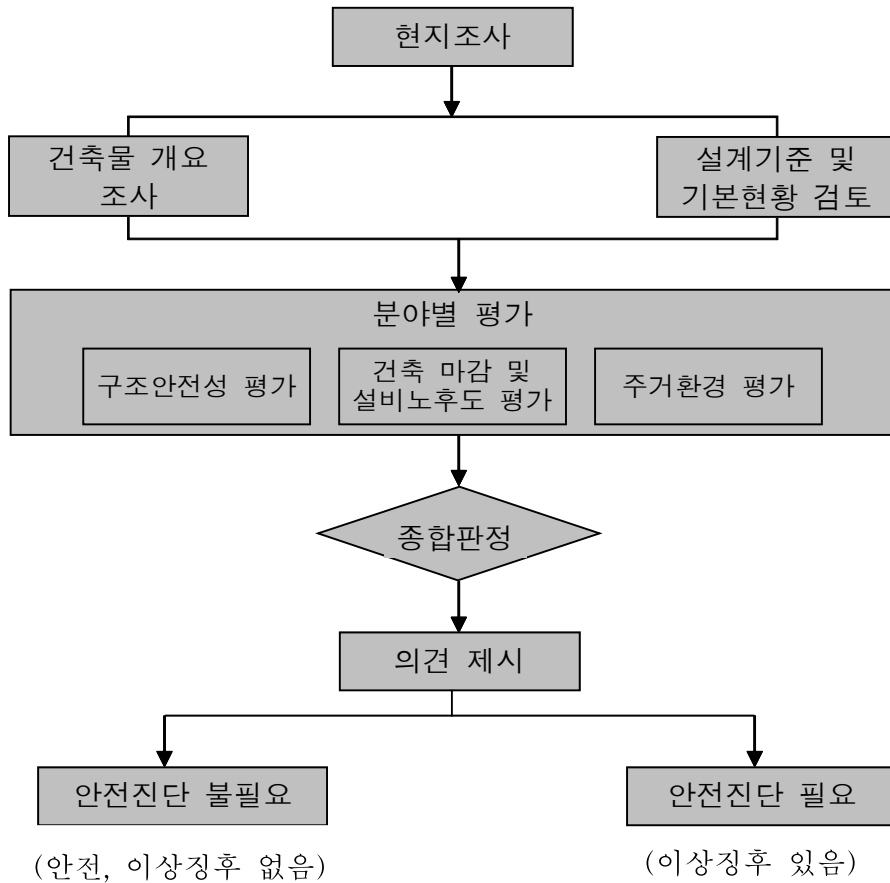 현지조사
건축물 개요
조사
설계기준 및
기본현황 검토
분야별 평가
구조안전성 평가
건축 마감 및
설비노후도 평가
주거환경 평가
종합판정
의견 제시
안전진단 불필요
안전진단 필요
(안전, 이상징후 없음)
(이상징후 있음)